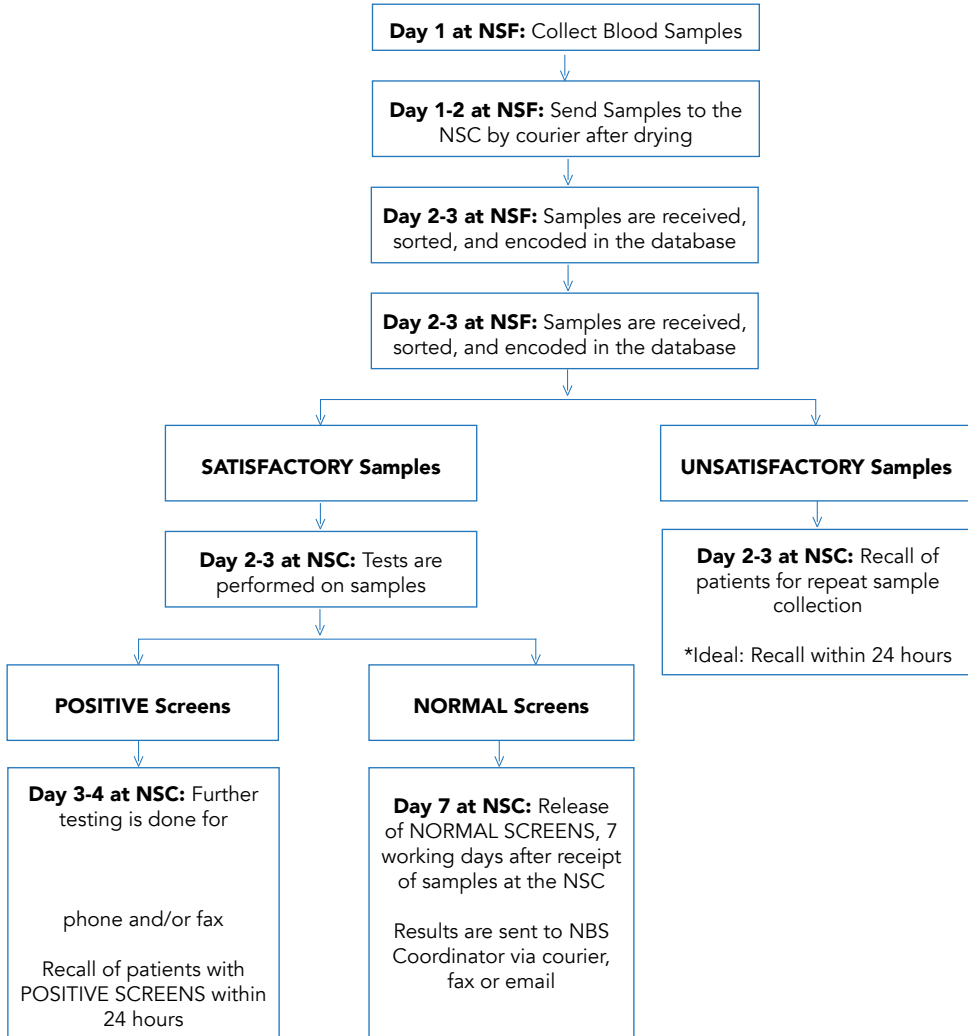 Day 1 at NSF: Collect Blood Samples
Day 1-2 at NSF: Send Samples to the
NSC by courier after drying
Day 2-3 at NSF: Samples are received,
sorted, and encoded in the database
Day 2-3 at NSF: Samples are received,
sorted, and encoded in the database
SATISFACTORY Samples
UNSATISFACTORY Samples
Day 2-3 at NSC: Tests are
performed on samples
Day 2-3 at NSC: Recall of
patients for repeat sample
collection
*Ideal: Recall within 24 hours
POSITIVE Screens
NORMAL Screens
Day 3-4 at NSC: Further
testing is done for
phone and/or fax
Recall of patients with
POSITIVE SCREENS within
24 hours
Day 7 at NSC: Release
of NORMAL SCREENS, 7
working days after receipt
of samples at the NSC
Results are sent to NBS
Coordinator via courier,
fax or email